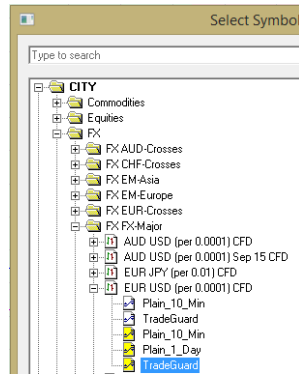 Select Symbol
Type to search
CITY
Commodities
Equities
FX
FX AUD-Crosses
FX CHF-Crosses
FX EM-Asia
FX EM-Europe
FX EUR-Crosses
FX FX-Major
AUD USD (per 0.0001) CFD
AUD USD (per 0.0001) Sep 15 CFD
EUR JPY (per 0.01) CFD
EUR USD (per 0.0001) CFD
Plain_10_Min
TradeGuard
Plain_10_Min
Plain_1_Day
TradeGuard